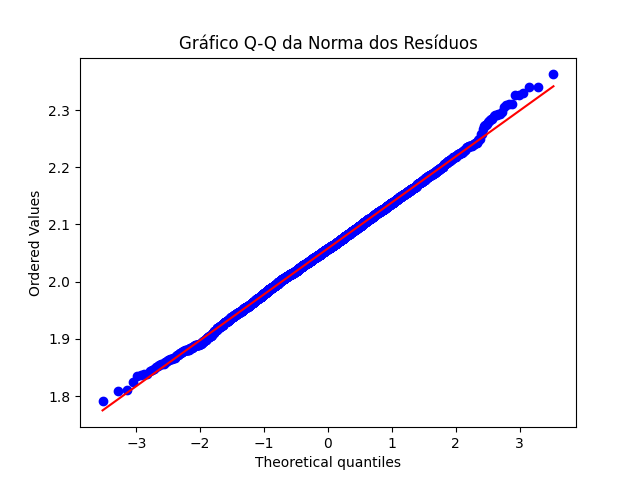 Gráfico Q-Q da Norma dos Resíduos
Ordered Values
2.3
2.2
2.1
2.0
1.9
1.8
−3 −2 −1 0 1 2 3
Theoretical quantiles